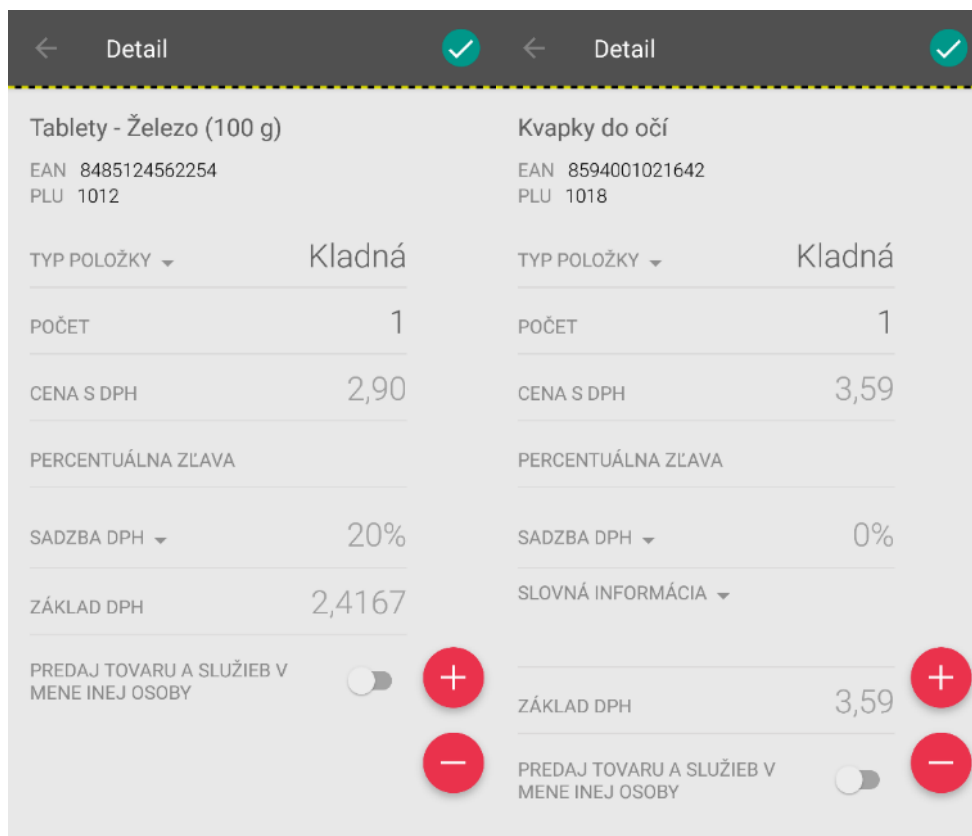 Detail
Tablety - Železo (100 g)
EAN 8485124562254
PLU 1012
TYP POLOŽKY Kladná
POČET 1
CENA S DPH 2,90
PERCENTUÁLNA ZĽAVA
SADZBA DPH 20%
ZÁKLAD DPH 2,4167
PREDAJ TOVARU A SLUŽIEB V
MENE INEJ OSOBY
Detail
Kvapky do očí
EAN 8594001021642
PLU 1018
TYP POLOŽKY Kladná
POČET 1
CENA S DPH 3,59
PERCENTUÁLNA ZĽAVA
SADZBA DPH 0%
SLOVNÁ INFORMÁCIA
ZÁKLAD DPH 3,59
PREDAJ TOVARU A SLUŽIEB V
MENE INEJ OSOBY